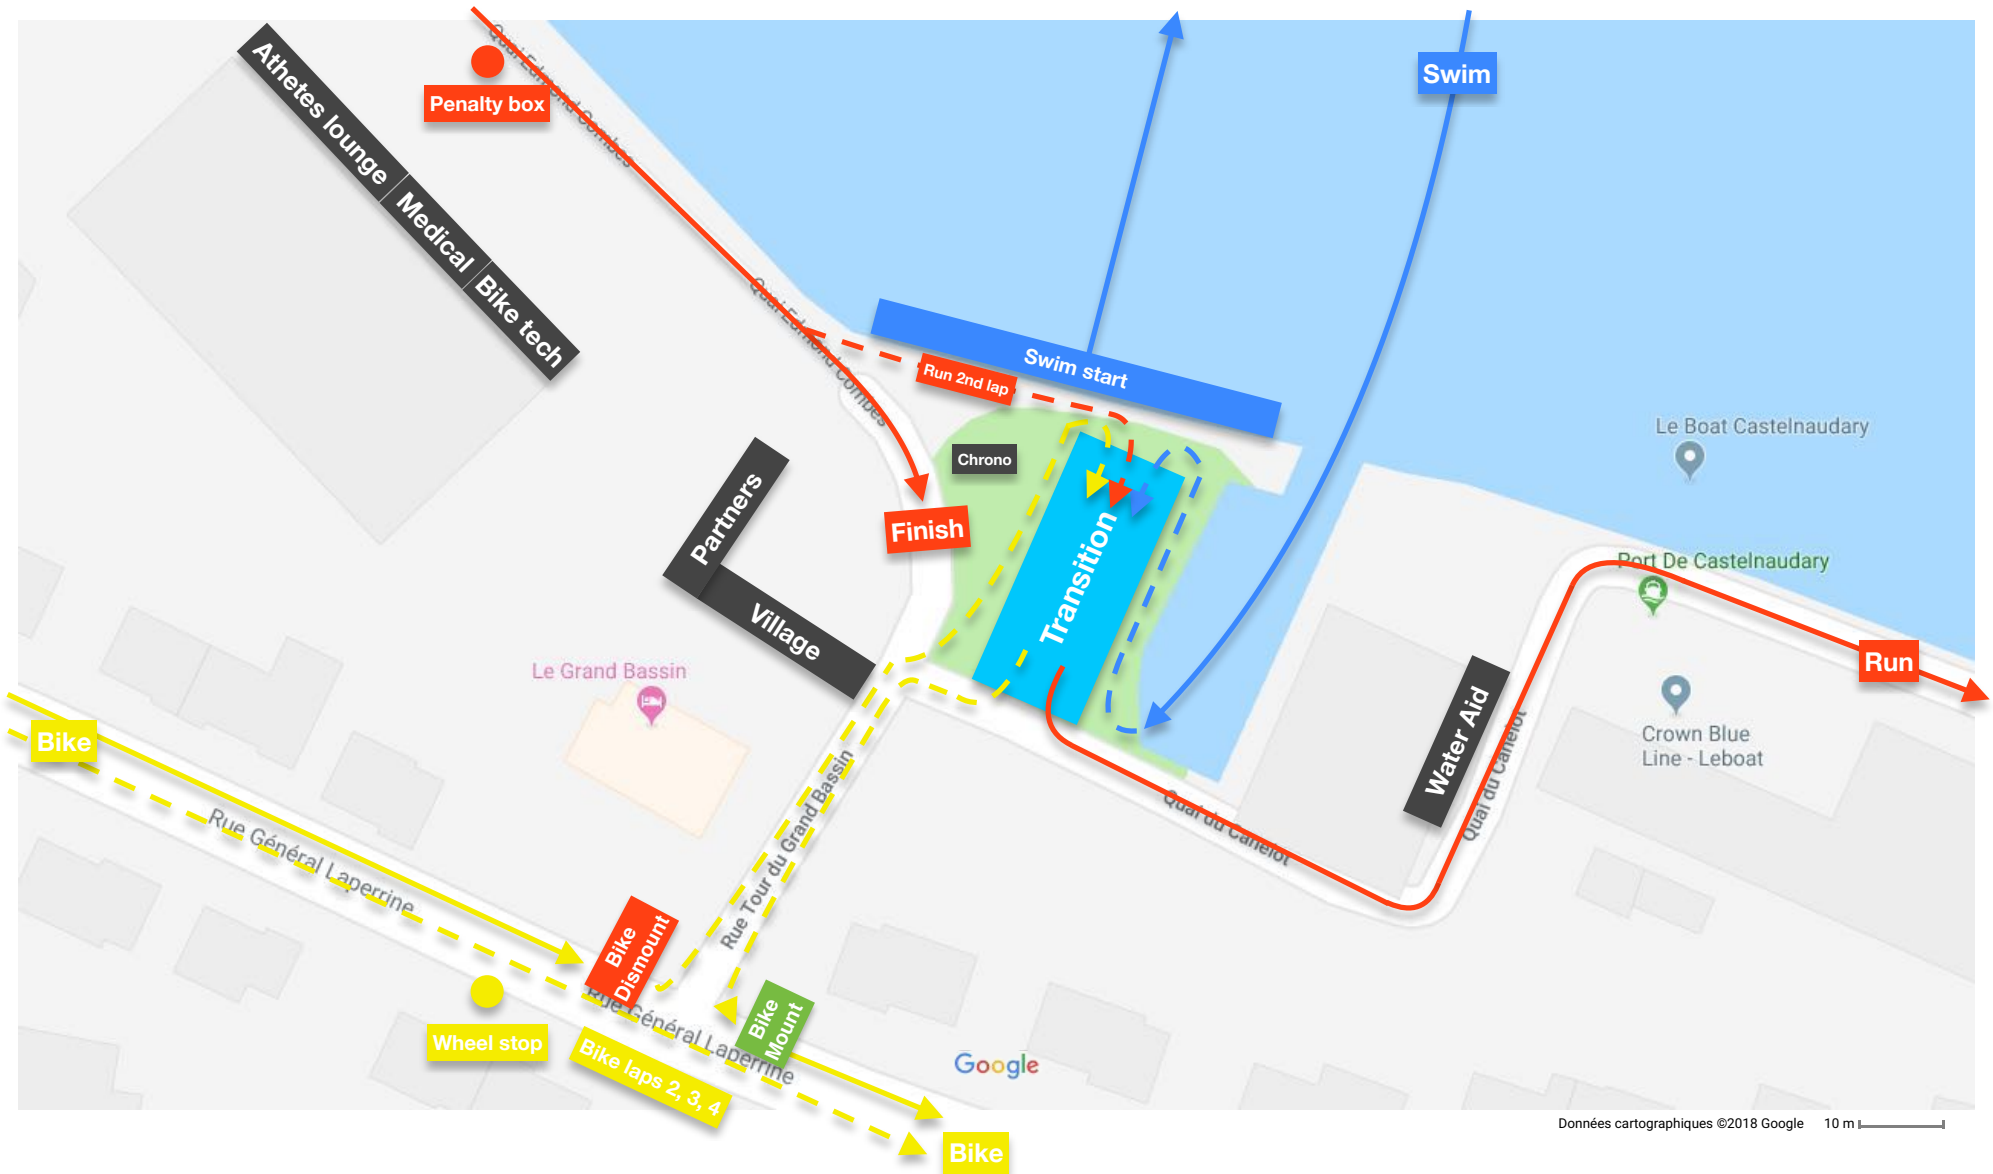 Quai Edmond Combes
Swim
Athetes lounge
Penalty box
Medical
Bike tech
Quai Edmond Combes
Swim start
Run 2nd lap
Le Boat Castelnaudary
Chrono
Partners
Finish
Port De Castelnaudary
Transition
Village
Le Grand Bassin
Run
Water Aid
Bike
Crown Blue
Line - Leboat
Quai du Canelot
Quai du Canelot
Rue Général Laperrine
Rue Tour du Grand Bassin
Bike
Dismount
Bike
Mount
Rue Général Laperrine
Wheel stop
Bike laps 2, 3, 4
Google
Bike
Données cartographiques ©2018 Google 10 m